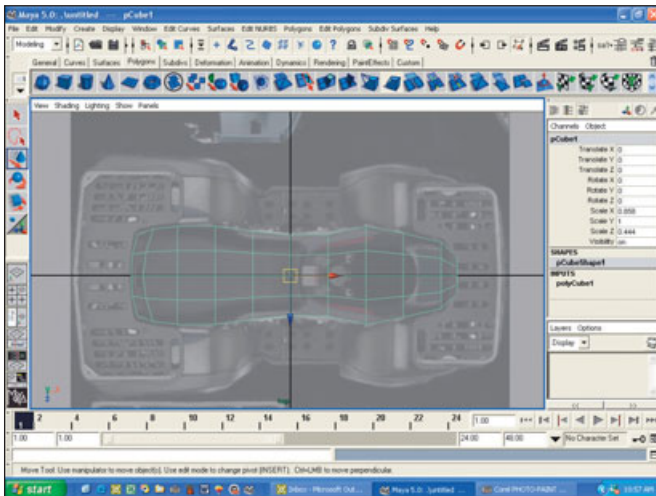 Maya 5.0: .\untitled --- pCube1
File Edit Modify Create Display Window Edit Curves Surfaces Edit NURBS Polygons Edit Polygons Subdiv Surfaces Help
Modeling
General Curves Surfaces Polygons Subdivs Deformation Animation Dynamics Rendering PaintEffects Custom
View Shading Lighting Show Panels
Channels Object
pCube1
Translate X 0
Translate Y 0
Translate Z 0
Rotate X 0
Rotate Y 0
Rotate Z 0
Scale X 0.858
Scale Y 1
Scale Z 0.444
Visibility on
SHAPES
pCubeShape1
INPUTS
polyCube1
Layers Options
Display
1 2 4 6 8 10 12 14 16 18 20 22 24 1.00
1.00 1.00 24.00 48.00 No Character Set
Move Tool: Use manipulator to move object(s). Use edit mode to change pivot (INSERT). Ctrl+LMB to move perpendicular.
start Inbox - Microsoft Out... Maya 5.0: .\untitled ... Corel PHOTO-PAINT ... 10:57 AM